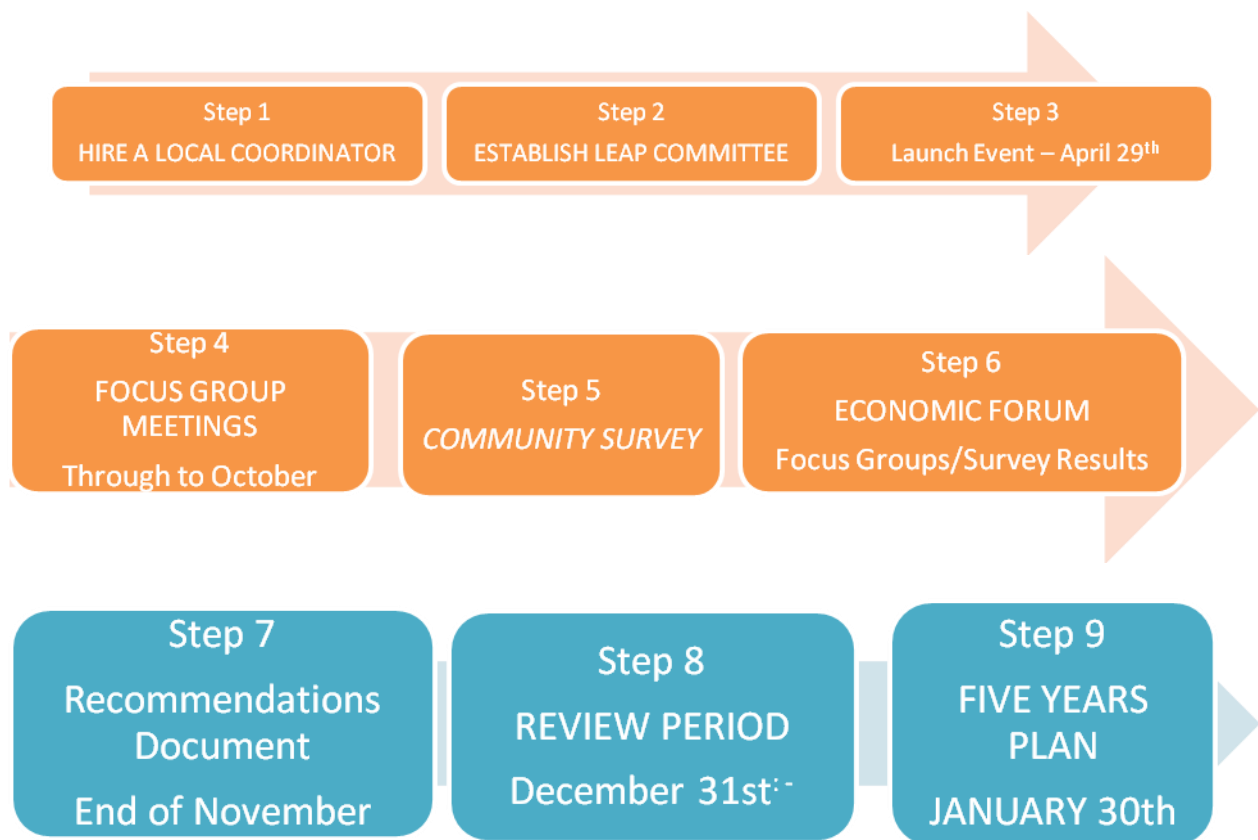 Step 1
HIRE A LOCAL COORDINATOR
Step 2
ESTABLISH LEAP COMMITTEE
Step 3
Launch Event – April 29th
Step 4
FOCUS GROUP
MEETINGS
Through to October
Step 5
COMMUNITY SURVEY
Step 6
ECONOMIC FORUM
Focus Groups/Survey Results
Step 7
Recommendations
Document
End of November
Step 8
REVIEW PERIOD
December 31st:-
Step 9
FIVE YEARS
PLAN
JANUARY 30th